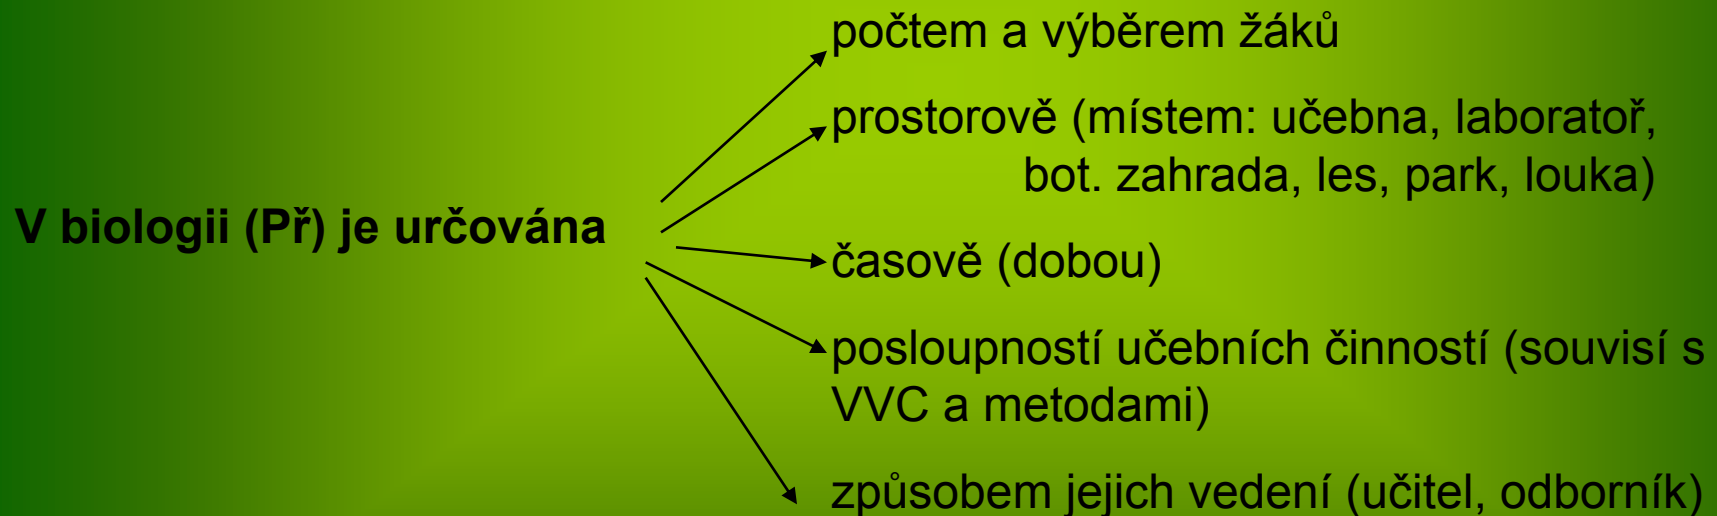 počtem a výběrem žáků
prostorově (místem: učebna, laboratoř,
bot. zahrada, les, park, louka)
V biologii (Př) je určována
časově (dobou)
posloupností učebních činností (souvisí s
VVC a metodami)
způsobem jejich vedení (učitel, odborník)